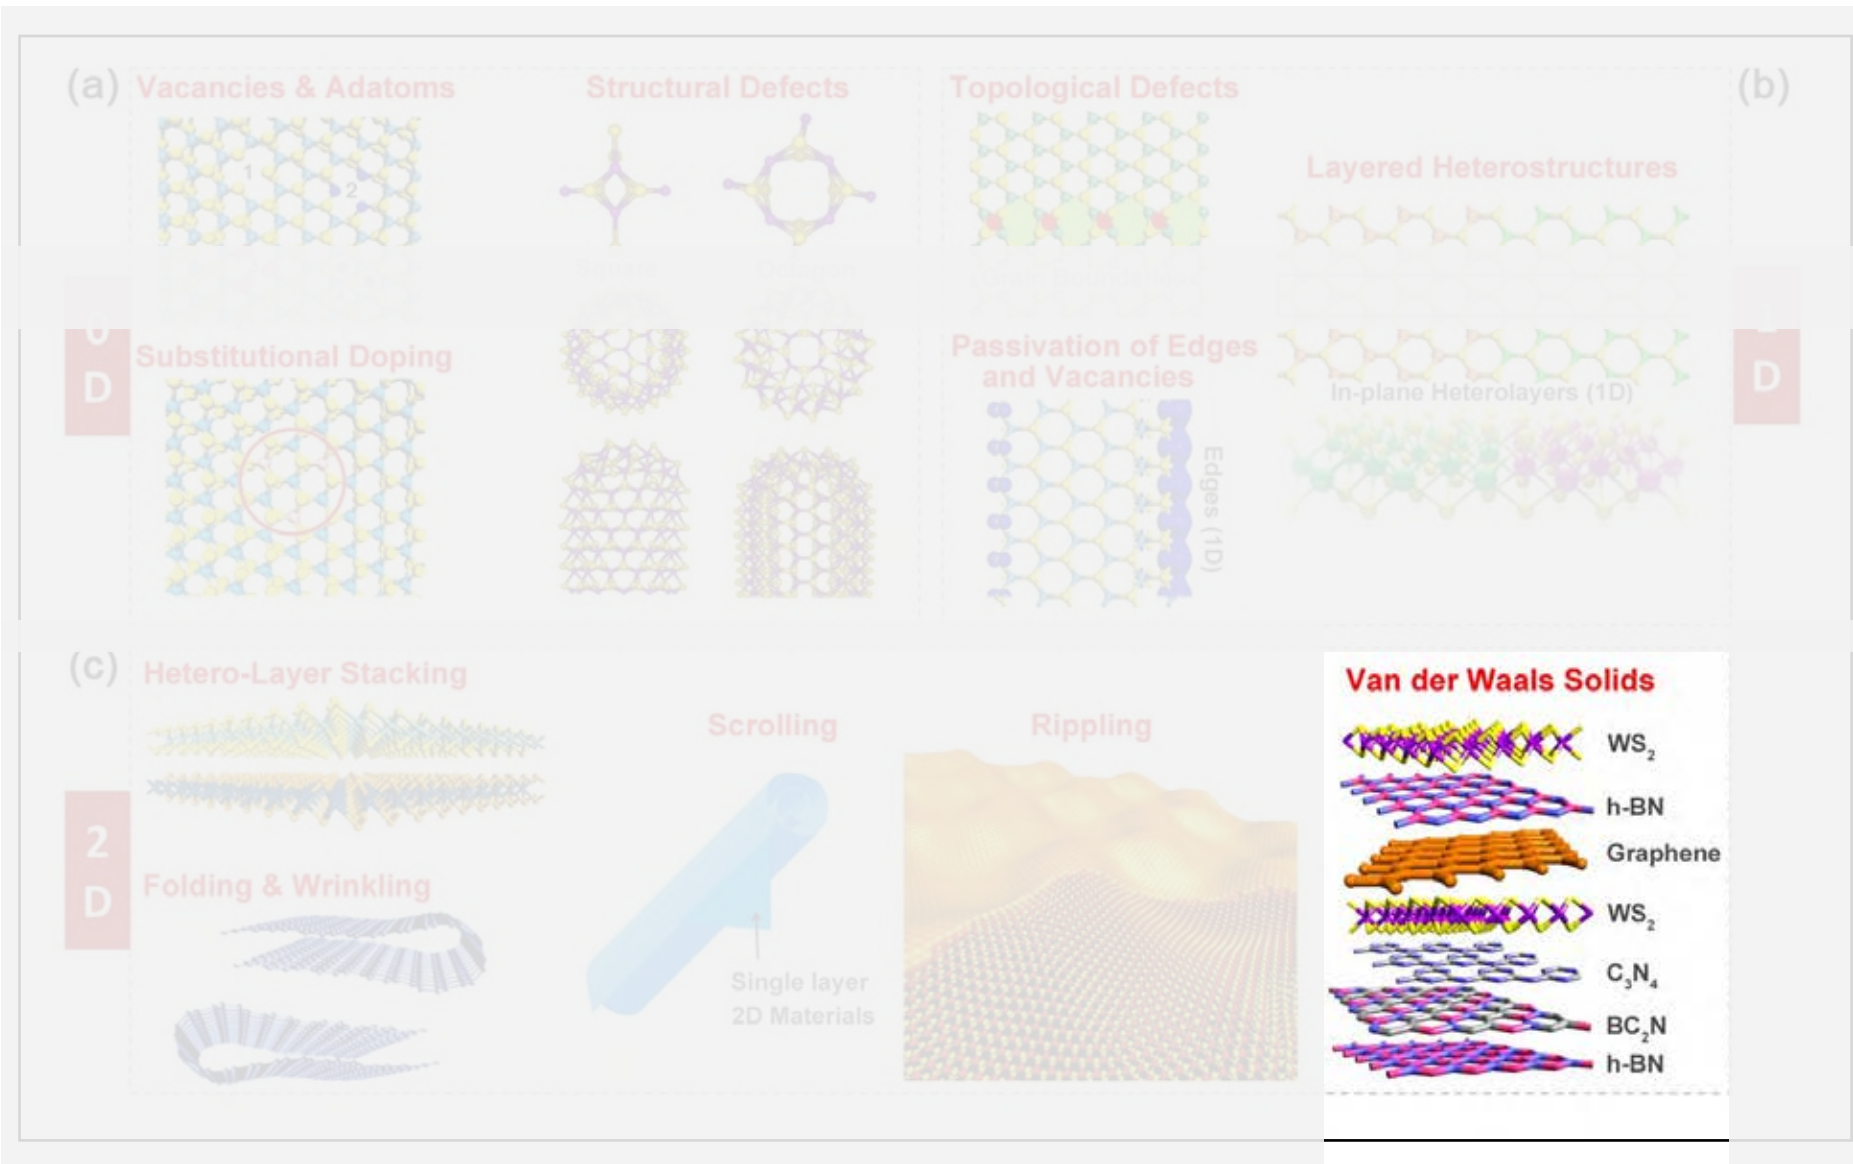 (a)
Vacancies & Adatoms
1
2
Structural Defects
Topological Defects
(b)
Layered Heterostructures
D
Substitutional Doping
Passivation of Edges
and Vacancies
Edges (1D)
In-plane Heterolayers (1D)
D
(c)
Hetero-Layer Stacking
2
D
Folding & Wrinkling
Scrolling
Single layer
2D Materials
Rippling
Van der Waals Solids
WS₂
h-BN
Graphene
WS₂
C₃N₄
BC₂N
h-BN